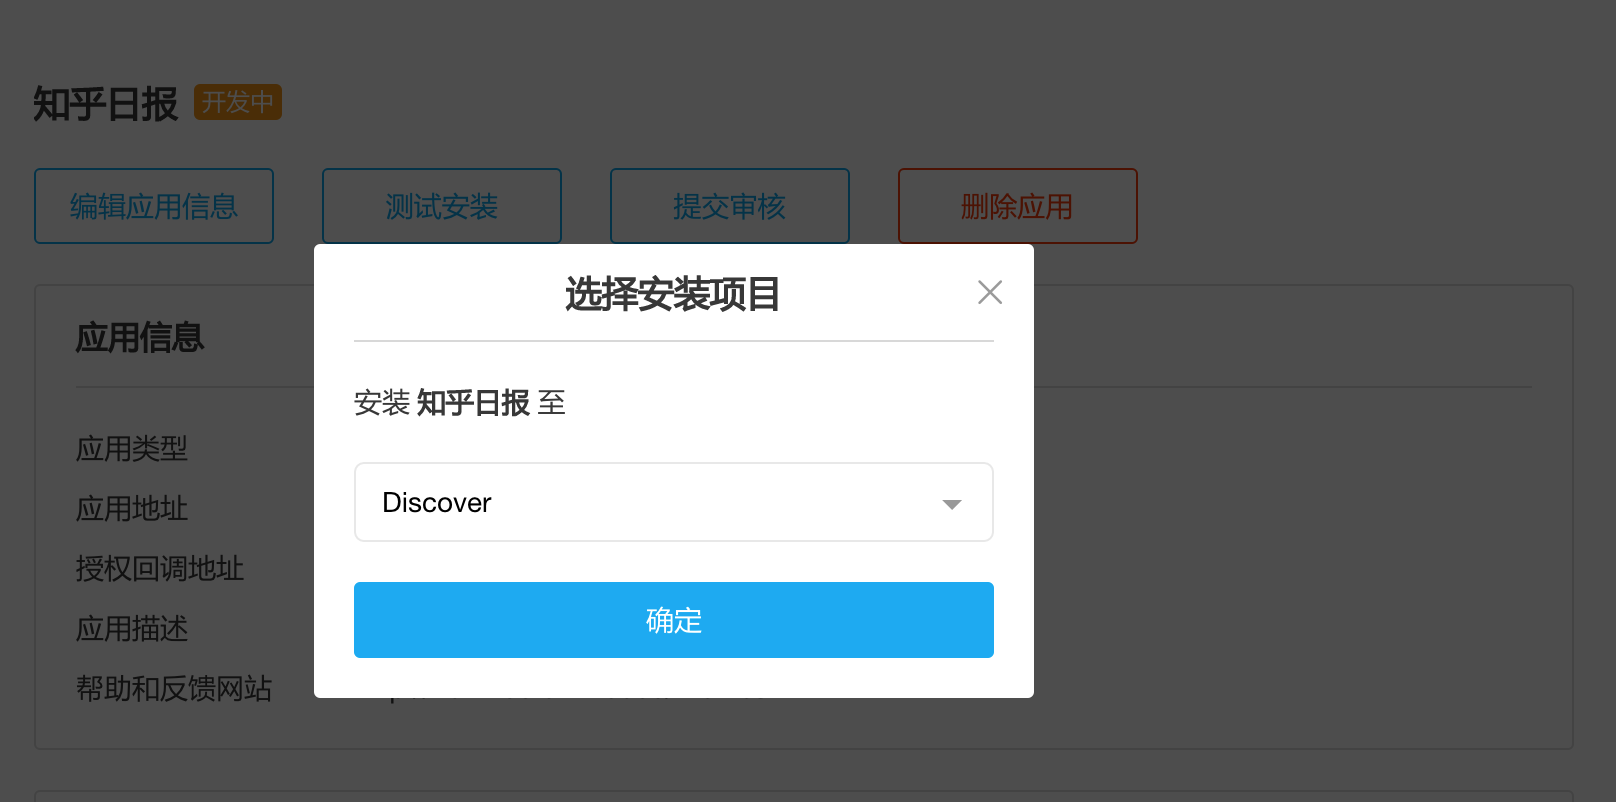 知乎日报 开发中
编辑应用信息 测试安装 提交审核 删除应用
选择安装项目
应用信息
安装 知乎日报 至
Discover
确定
应用类型
应用地址
授权回调地址
应用描述
帮助和反馈网站